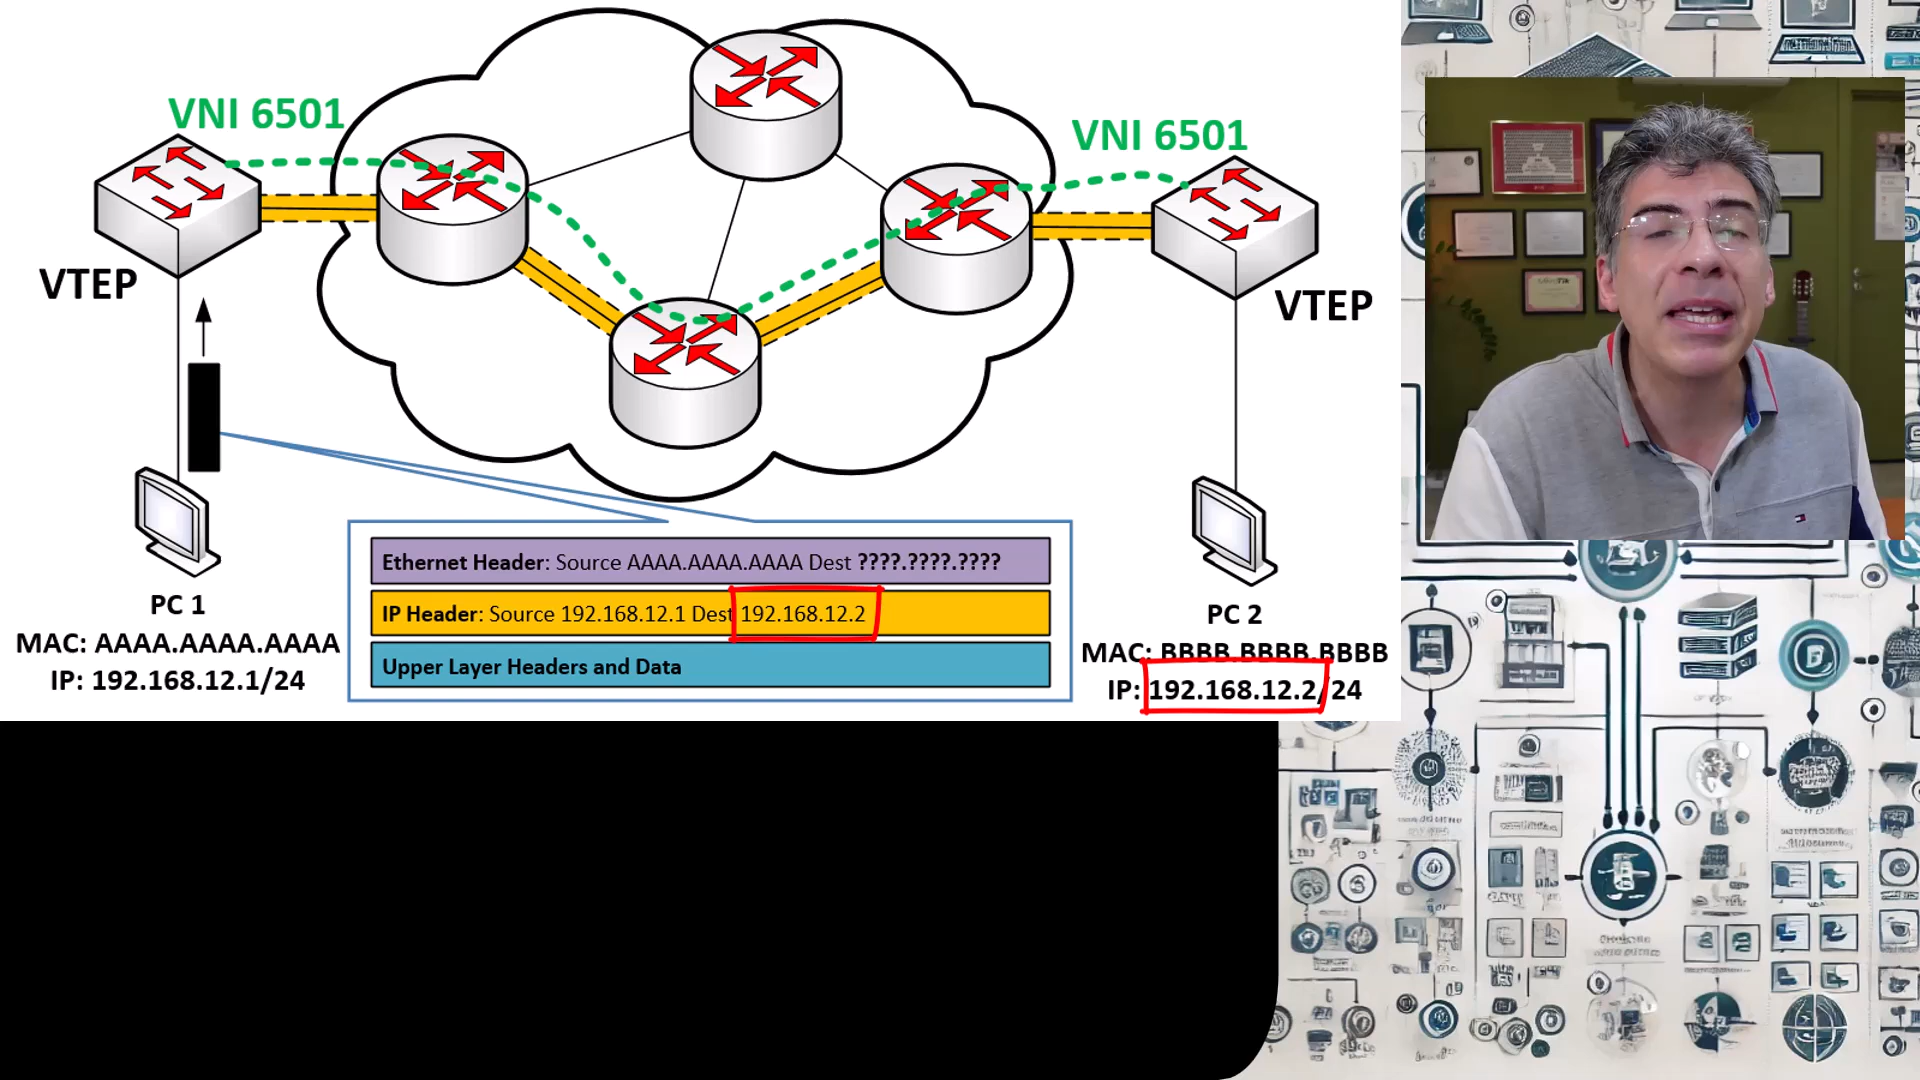 VNI 6501
VNI 6501
VTEP
VTEP
Ethernet Header: Source AAAA.AAAA.AAAA Dest ????.????.????
IP Header: Source 192.168.12.1 Dest 192.168.12.2
Upper Layer Headers and Data
PC 1
MAC: AAAA.AAAA.AAAA
IP: 192.168.12.1/24
PC 2
MAC: BBBB.BBBB.BBBB
IP: 192.168.12.2/24